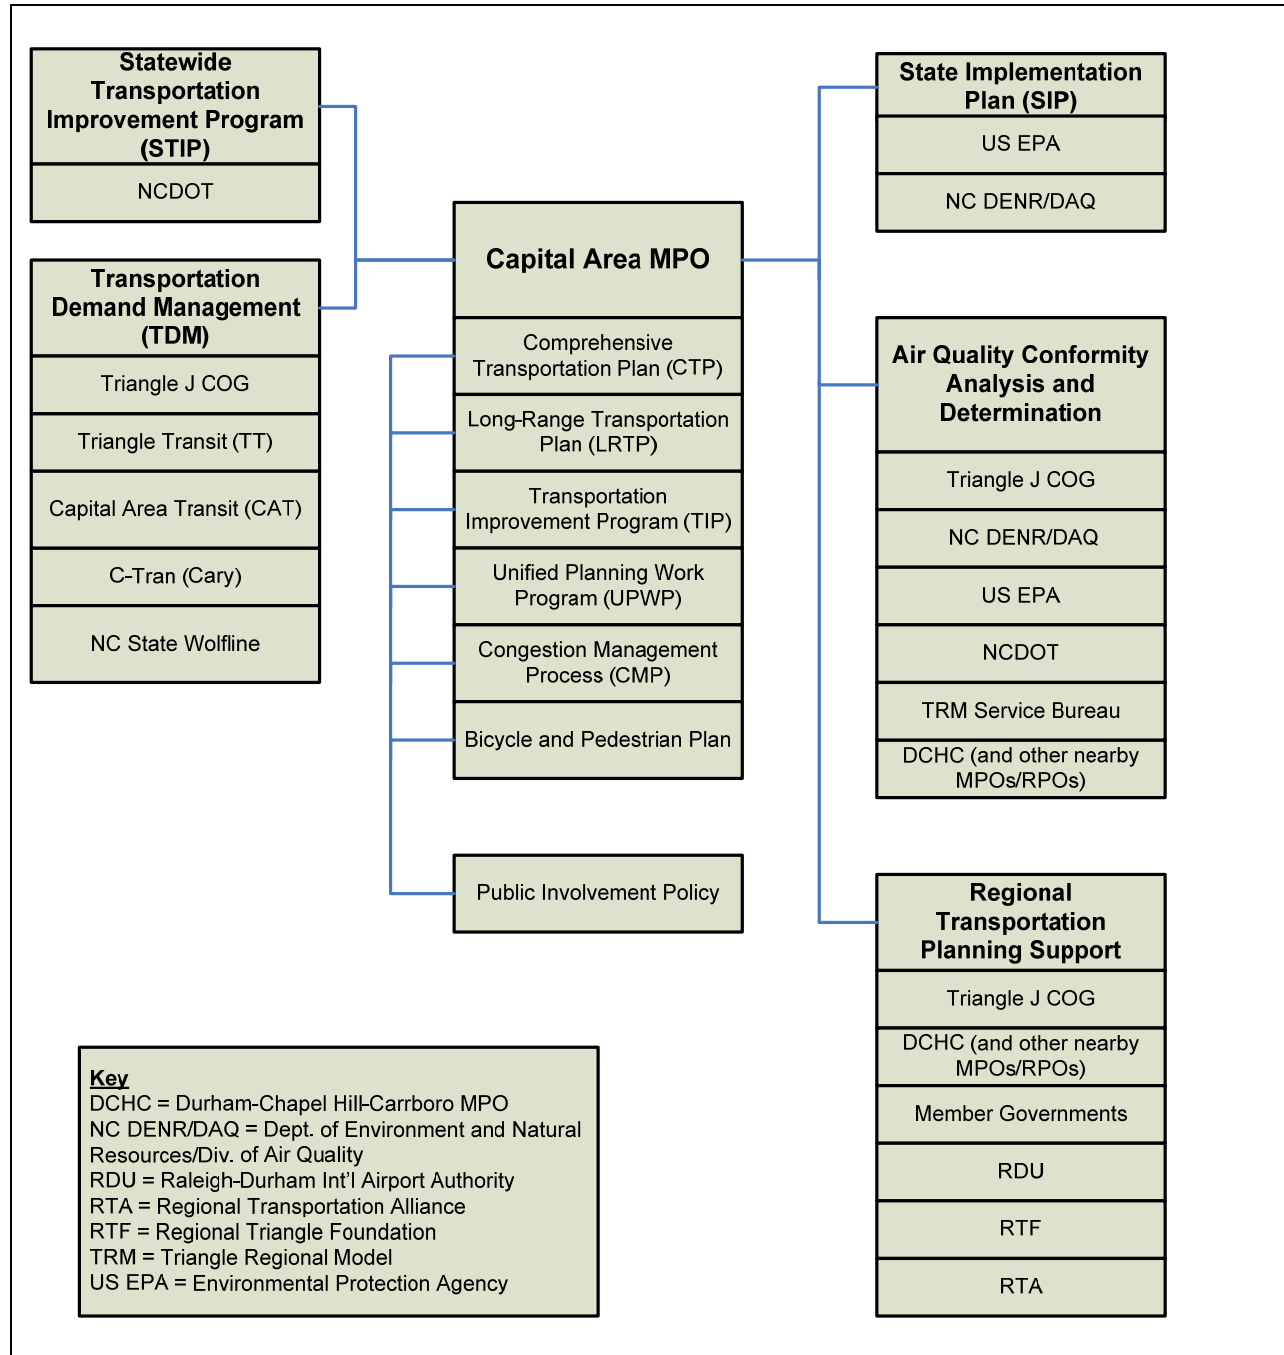 Statewide
Transportation
Improvement Program
(STIP)
NCDOT
Transportation
Demand Management
(TDM)
Triangle J COG
Triangle Transit (TT)
Capital Area Transit (CAT)
C-Tran (Cary)
NC State Wolfline
Capital Area MPO
Comprehensive
Transportation Plan (CTP)
Long-Range Transportation
Plan (LRTP)
Transportation
Improvement Program (TIP)
Unified Planning Work
Program (UPWP)
Congestion Management
Process (CMP)
Bicycle and Pedestrian Plan
Public Involvement Policy
State Implementation
Plan (SIP)
US EPA
NC DENR/DAQ
Air Quality Conformity
Analysis and
Determination
Triangle J COG
NC DENR/DAQ
US EPA
NCDOT
TRM Service Bureau
DCHC (and other nearby
MPOs/RPOs)
Regional
Transportation
Planning Support
Triangle J COG
DCHC (and other nearby
MPOs/RPOs)
Member Governments
RDU
RTF
RTA
Key
DCHC = Durham-Chapel Hill-Carrboro MPO
NC DENR/DAQ = Dept. of Environment and Natural
Resources/Div. of Air Quality
RDU = Raleigh-Durham Int'l Airport Authority
RTA = Regional Transportation Alliance
RTF = Regional Triangle Foundation
TRM = Triangle Regional Model
US EPA = Environmental Protection Agency